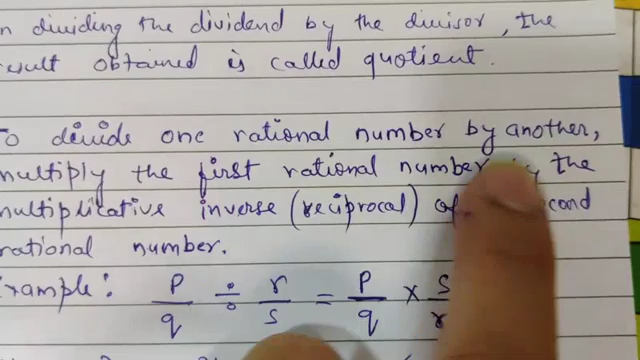 n dividing the dividend by the divisor, the
esult obtained is called quotient.
To divide one rational number by another,
multiply the first rational number the
multiplicative inverse (reciprocal) of
rational number.
Example: p/q ÷ r/s = p/q × s/r